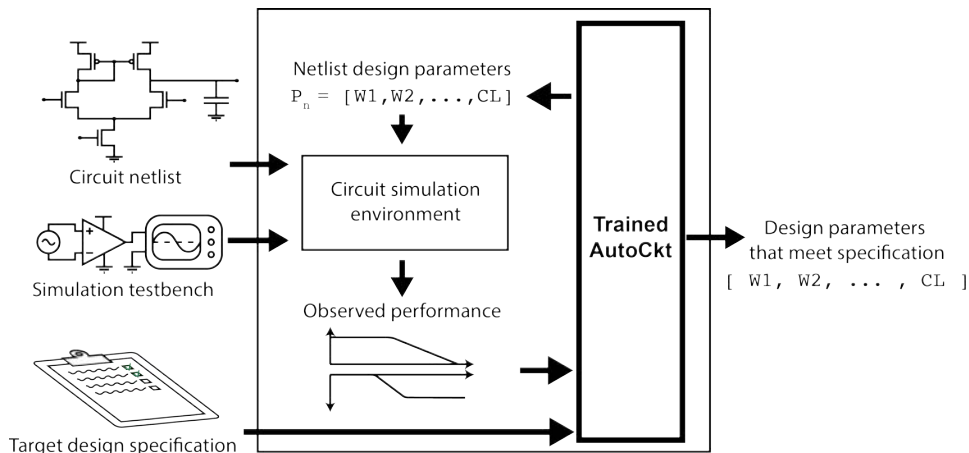 Netlist design parameters
Pn = [W1,W2,...,CL]
Circuit netlist
Circuit simulation
environment
Trained
AutoCkt
Simulation testbench
Design parameters
that meet specification
[ W1, W2, ... , CL ]
Observed performance
Target design specification